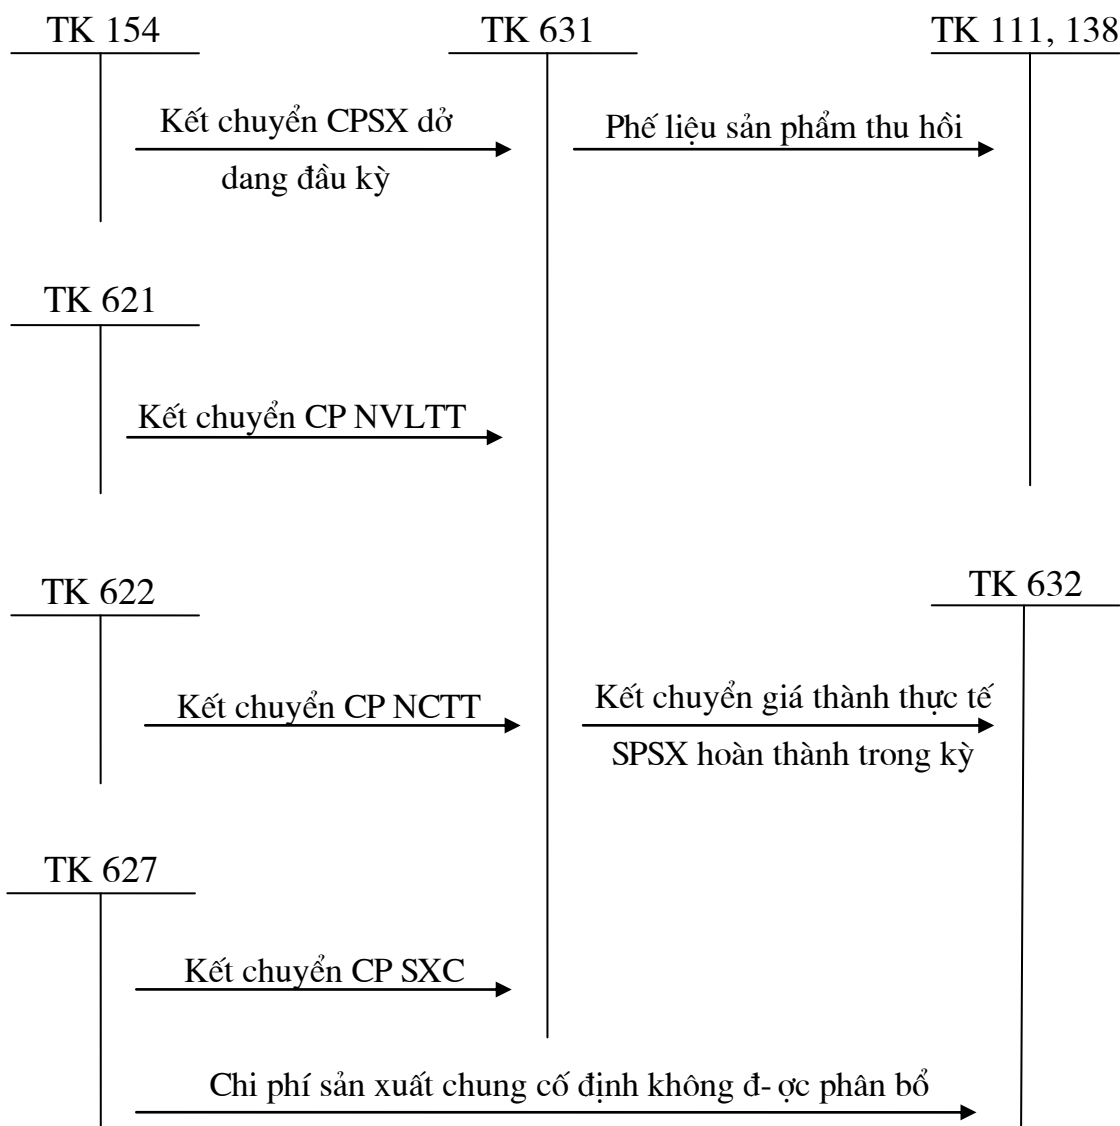 TK 154
TK 631
TK 111, 138
Kết chuyển CPSX dở
dang đầu kỳ
Phế liệu sản phẩm thu hồi
TK 621
Kết chuyển CP NVLTT
TK 622
TK 632
Kết chuyển CP NCTT
Kết chuyển giá thành thực tế
SPSX hoàn thành trong kỳ
TK 627
Kết chuyển CP SXC
Chi phí sản xuất chung cố định không đ- ợc phân bổ